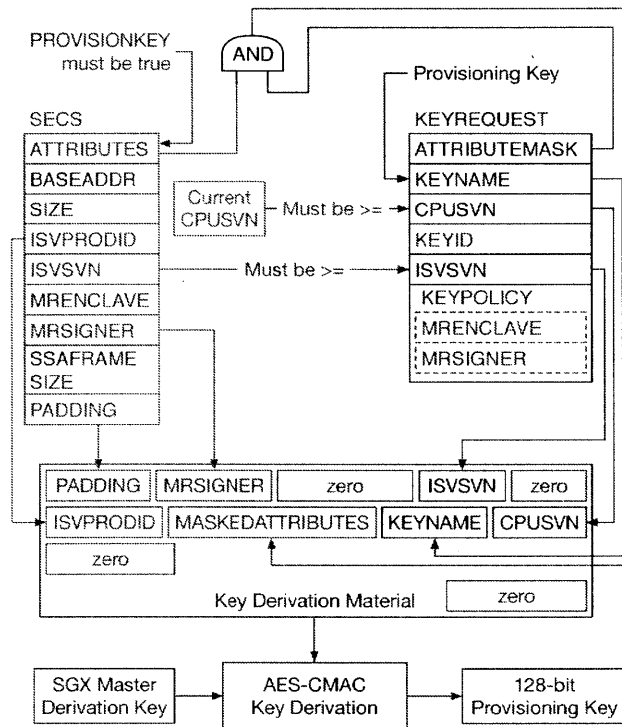 PROVISIONKEY
must be true
AND
Provisioning Key
SECS
ATTRIBUTES
BASEADDR
SIZE
ISVPRODID
ISVSVN
MRENCLAVE
MRSIGNER
SSAFRAME
SIZE
PADDING
Current
CPUSVN
Must be >=
Must be >=
KEYREQUEST
ATTRIBUTEMASK
KEYNAME
CPUSVN
KEYID
ISVSVN
KEYPOLICY
MRENCLAVE
MRSIGNER
PADDING MRSIGNER zero ISVSVN zero
ISVPRODID MASKEDATTRIBUTES KEYNAME CPUSVN
zero
Key Derivation Material zero
SGX Master
Derivation Key
AES-CMAC
Key Derivation
128-bit
Provisioning Key